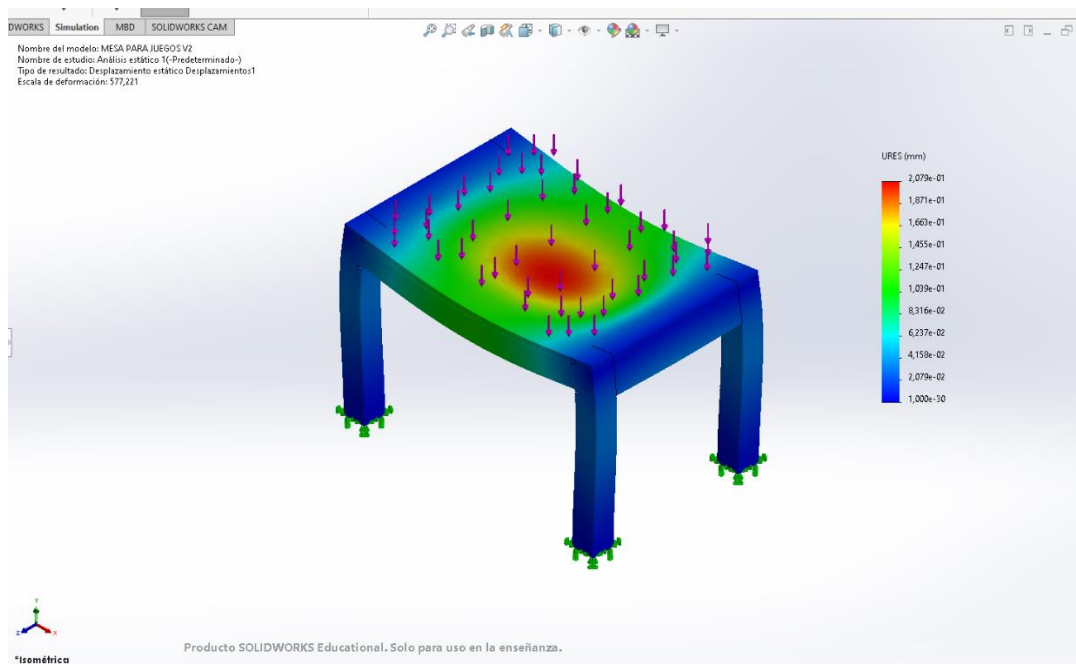 DWORKS Simulation MBD SOLIDWORKS CAM
Nombre del modelo: MESA PARA JUEGOS V2
Nombre de estudio: Análisis estático 1(-Predeterminado-)
Tipo de resultado: Desplazamiento estático Desplazamientos1
Escala de deformación: 577,221
URES (mm)
2,079e-01
1,871e-01
1,663e-01
1,455e-01
1,247e-01
1,039e-01
8,316e-02
6,237e-02
4,158e-02
2,079e-02
1,000e-30
Y
Z
X
Producto SOLIDWORKS Educational. Solo para uso en la enseñanza.
*Isométrica